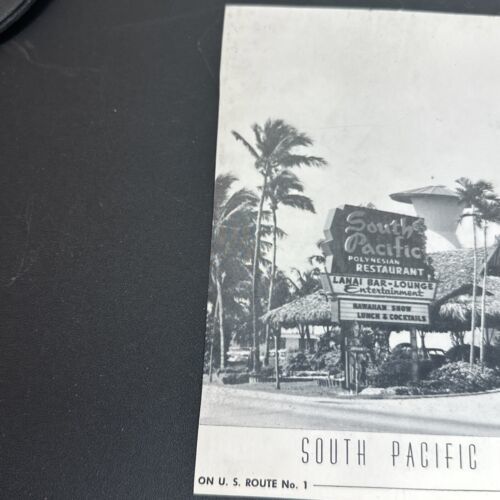 South
Pacific
POLYNESIAN
RESTAURANT
LANAI BAR-LOUNGE
Entertainment
HAWAIIAN SHOW
LUNCH & COCKTAILS
SOUTH PACIFIC
ON U. S. ROUTE No. 1